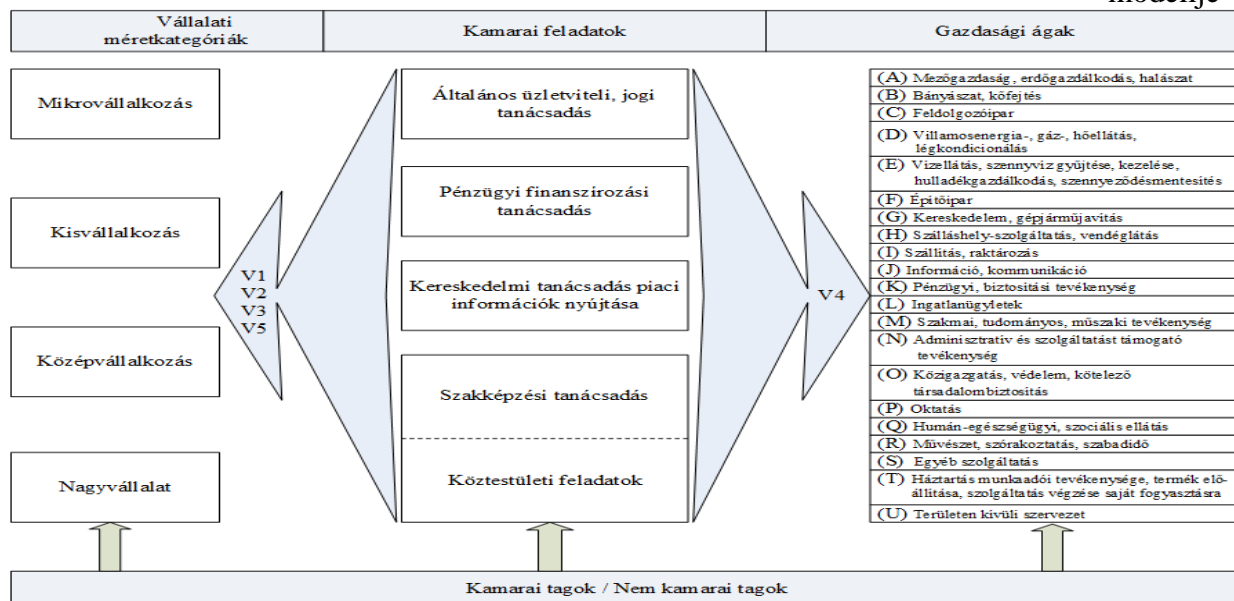 Vállalati
méretkategóriák
Kamarai feladatok
Gazdasági ágak
Mikrovállalkozás
Kisvállalkozás
Középvállalkozás
Nagyvállalat
V1
V2
V3
V5
Általános üzletviteli, jogi
tanácsadás
Pénzügyi finanszírozási
tanácsadás
Kereskedelmi tanácsadás piaci
információk nyújtása
Szakképzési tanácsadás
Köztestületi feladatok
V4
(A) Mezőgazdaság, erdőgazdálkodás, halászat
(B) Bányászat, kőfejtés
(C) Feldolgozóipar
(D) Villamosenergia-, gáz-, hőellátás,
légkondicionálás
(E) Vízellátás, szennyvíz gyűjtése, kezelése,
hulladékgazdálkodás, szennyeződésmentesítés
(F) Építőipar
(G) Kereskedelem, gépjárműjavítás
(H) Szálláshely-szolgáltatás, vendéglátás
(I) Szállítás, raktározás
(J) Információ, kommunikáció
(K) Pénzügyi, biztosítási tevékenység
(L) Ingatlanügyletek
(M) Szakmai, tudományos, műszaki tevékenység
(N) Adminisztratív és szolgáltatást támogató
tevékenység
(O) Közigazgatás, védelem, kötelező
társadalombiztosítás
(P) Oktatás
(Q) Humán-egészségügyi, szociális ellátás
(R) Művészet, szórakoztatás, szabadidő
(S) Egyéb szolgáltatás
(T) Háztartás munkaadói tevékenysége, termék elő-
állítása, szolgáltatás végzése saját fogyasztásra
(U) Területen kívüli szervezet
Kamarai tagok / Nem kamarai tagok